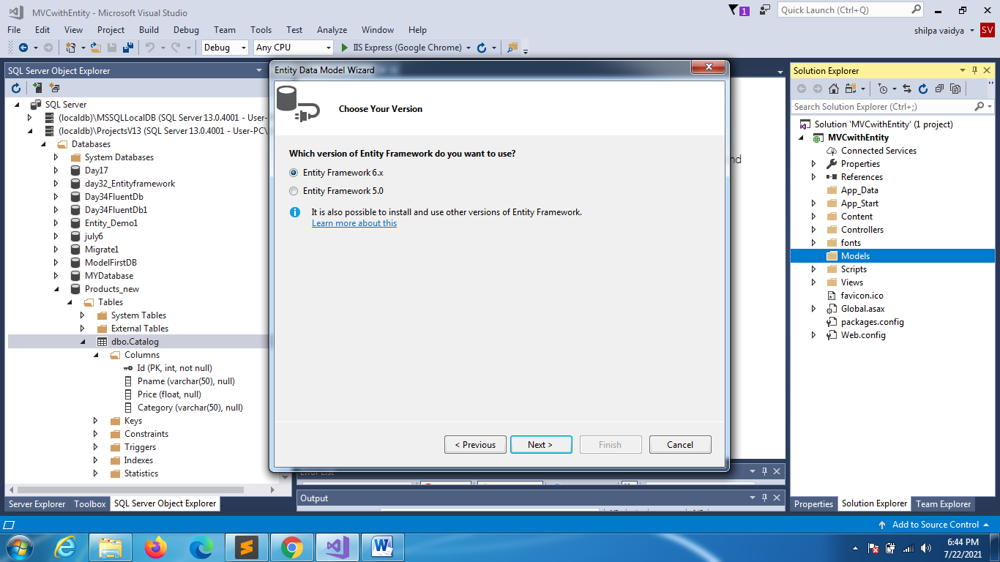 MVCwithEntity - Microsoft Visual Studio
1
Quick Launch (Ctrl+Q)
File Edit View Project Build Debug Team Tools Test Analyze Window Help
shilpa vaidya SV
Debug Any CPU IIS Express (Google Chrome)
SQL Server Object Explorer
SQL Server
(localdb)\MSSQLLocalDB (SQL Server 13.0.4001 - User-
(localdb)\ProjectsV13 (SQL Server 13.0.4001 - User-PC\
Databases
System Databases
Day17
day32_Entityframework
Day34FluentDb
Day34FluentDb1
Entity_Demo1
july6
Migrate1
ModelFirstDB
MYDatabase
Products_new
Tables
System Tables
External Tables
dbo.Catalog
Columns
Id (PK, int, not null)
Pname (varchar(50), null)
Price (float, null)
Category (varchar(50), null)
Keys
Constraints
Triggers
Indexes
Statistics
Server Explorer Toolbox SQL Server Object Explorer
Entity Data Model Wizard
Choose Your Version
Which version of Entity Framework do you want to use?
Entity Framework 6.x
Entity Framework 5.0
It is also possible to install and use other versions of Entity Framework.
Learn more about this
< Previous Next > Finish Cancel
Error List
Output
Solution Explorer
Search Solution Explorer (Ctrl+;)
Solution 'MVCwithEntity' (1 project)
MVCwithEntity
Connected Services
Properties
References
App_Data
App_Start
Content
Controllers
fonts
Models
Scripts
Views
favicon.ico
Global.asax
packages.config
Web.config
Properties Solution Explorer Team Explorer
Add to Source Control
6:44 PM
7/22/2021